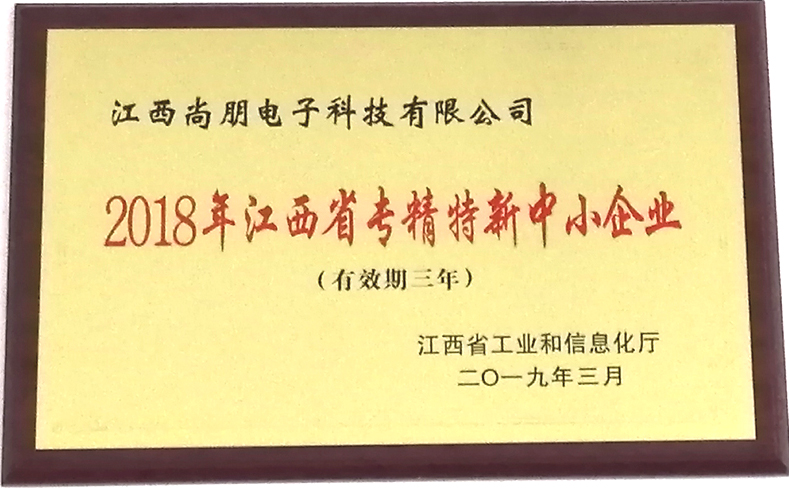 江西尚朋电子科技有限公司
2018年江西省专精特新中小企业
（有效期三年）
江西省工业和信息化厅
二〇一九年三月